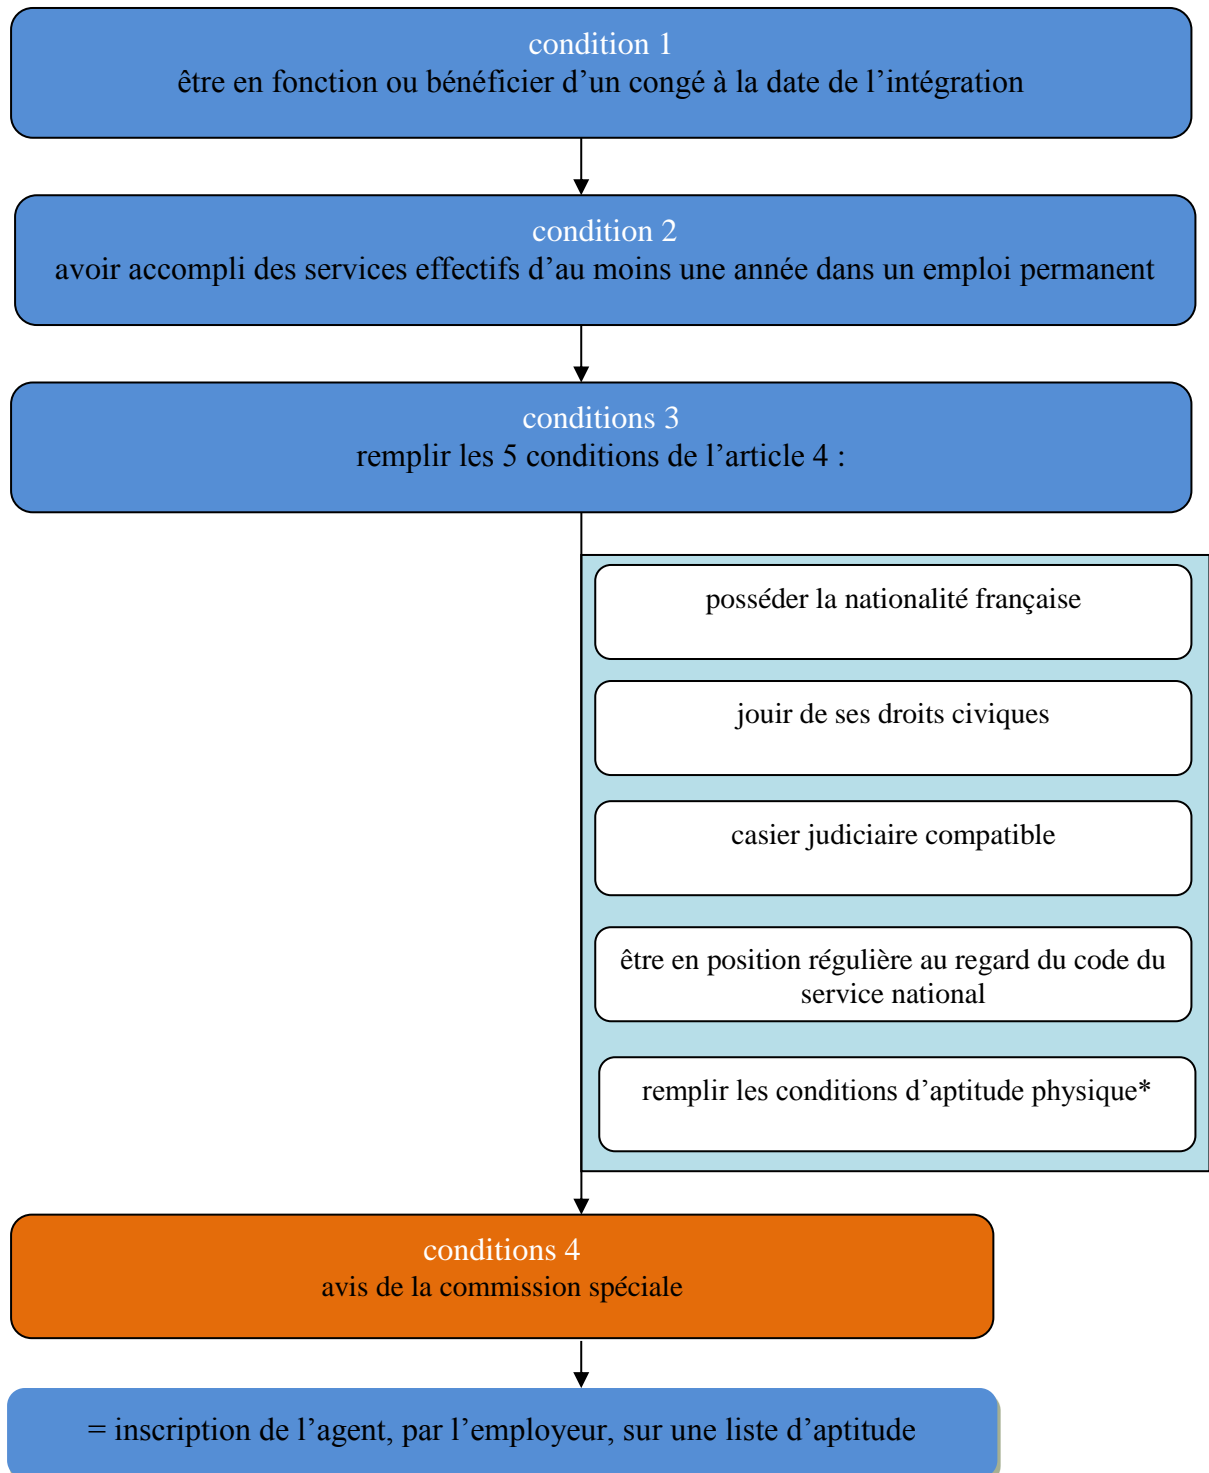 condition 1
être en fonction ou bénéficier d’un congé à la date de l’intégration
condition 2
avoir accompli des services effectifs d’au moins une année dans un emploi permanent
conditions 3
remplir les 5 conditions de l’article 4 :
posséder la nationalité française
jouir de ses droits civiques
casier judiciaire compatible
être en position régulière au regard du code du
service national
remplir les conditions d’aptitude physique*
conditions 4
avis de la commission spéciale
= inscription de l’agent, par l’employeur, sur une liste d’aptitude